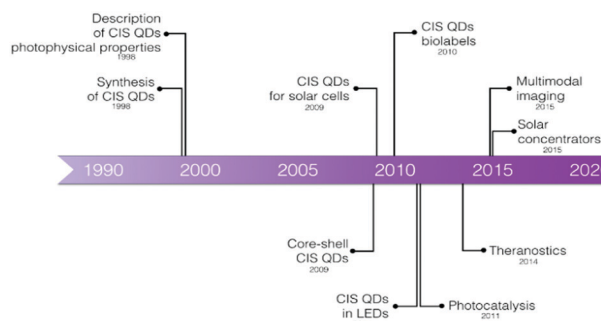 Description
of CIS QDs
photophysical properties
1998
Synthesis
of CIS QDs
1998
CIS QDs
for solar cells
2009
CIS QDs
biolabels
2010
Multimodal
imaging
2015
Solar
concentrators
2015
1990 2000 2005 2010 2015 202
Core-shell
CIS QDs
2009
CIS QDs
in LEDs
Photocatalysis
2011
Theranostics
2014